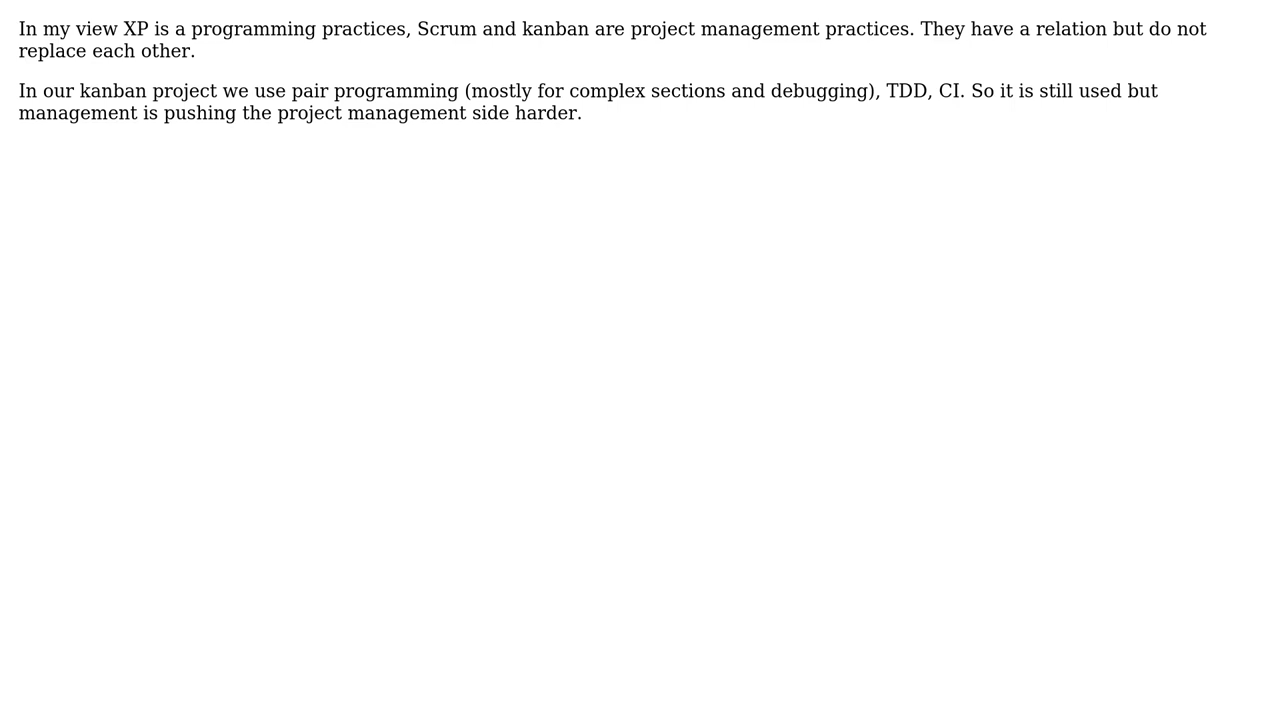 In my view XP is a programming practices, Scrum and kanban are project management practices. They have a relation but do not
replace each other.
In our kanban project we use pair programming (mostly for complex sections and debugging), TDD, CI. So it is still used but
management is pushing the project management side harder.